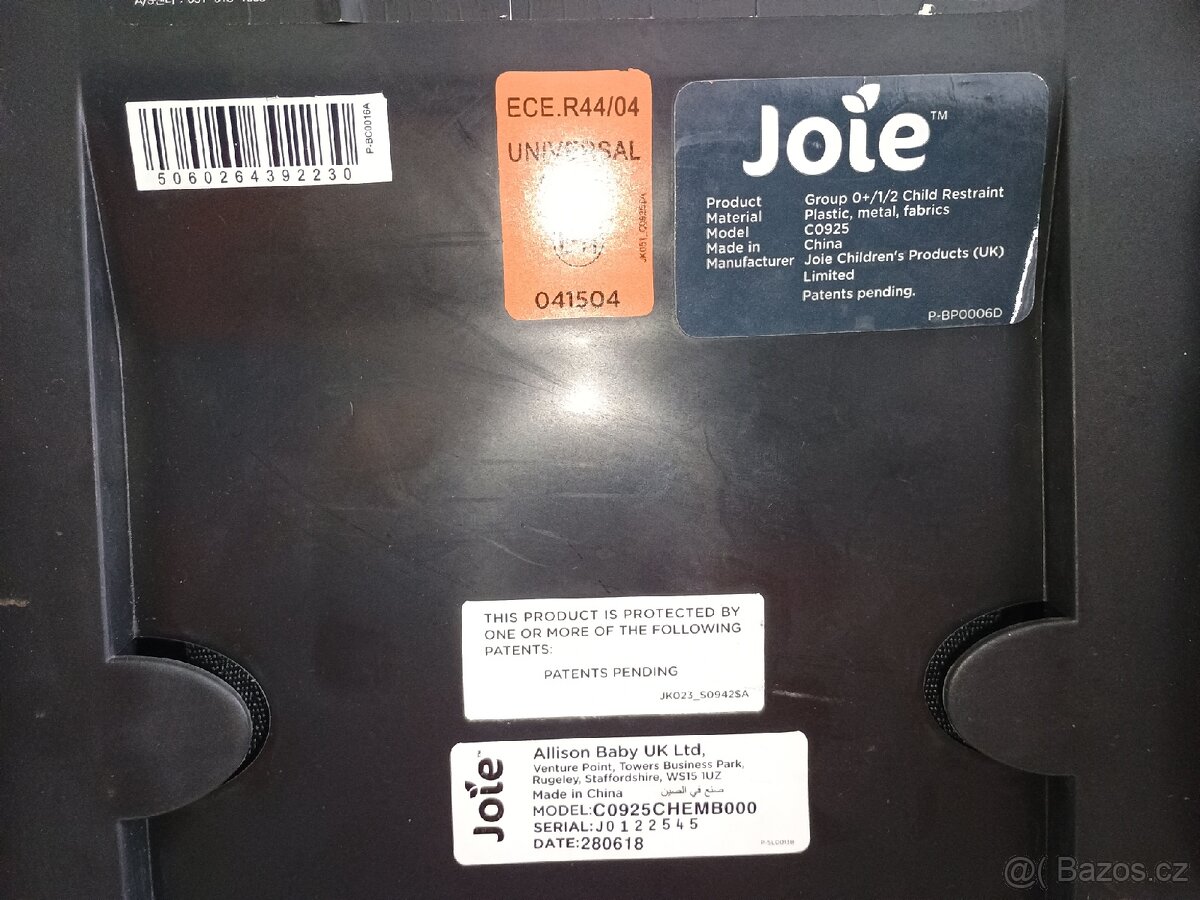 5060264392230
P-BC0016A
ECE.R44/04
UNIVERSAL
041504
Joie™
Product Group 0+/1/2 Child Restraint
Material Plastic, metal, fabrics
Model C0925
Made in China
Manufacturer Joie Children's Products (UK)
Limited
Patents pending.
P-BP0006D
THIS PRODUCT IS PROTECTED BY
ONE OR MORE OF THE FOLLOWING
PATENTS:
PATENTS PENDING
JK023_S0942SA
Joie™
Allison Baby UK Ltd,
Venture Point, Towers Business Park,
Rugeley, Staffordshire, WS15 1UZ
Made in China صنع في الصين
MODEL:C0925CHEMB000
SERIAL:J0122545
DATE:280618
@( Bazos.cz